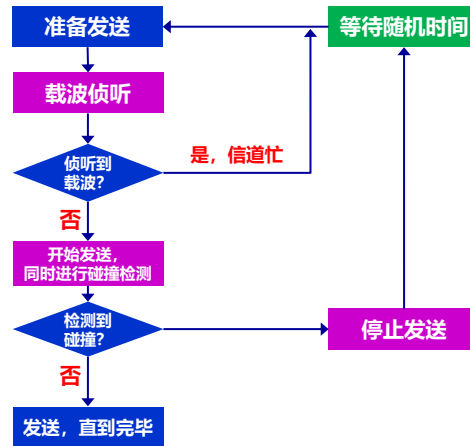 准备发送
等待随机时间
载波侦听
侦听到
载波？
是，信道忙
否
开始发送，
同时进行碰撞检测
检测到
碰撞？
停止发送
否
发送，直到完毕